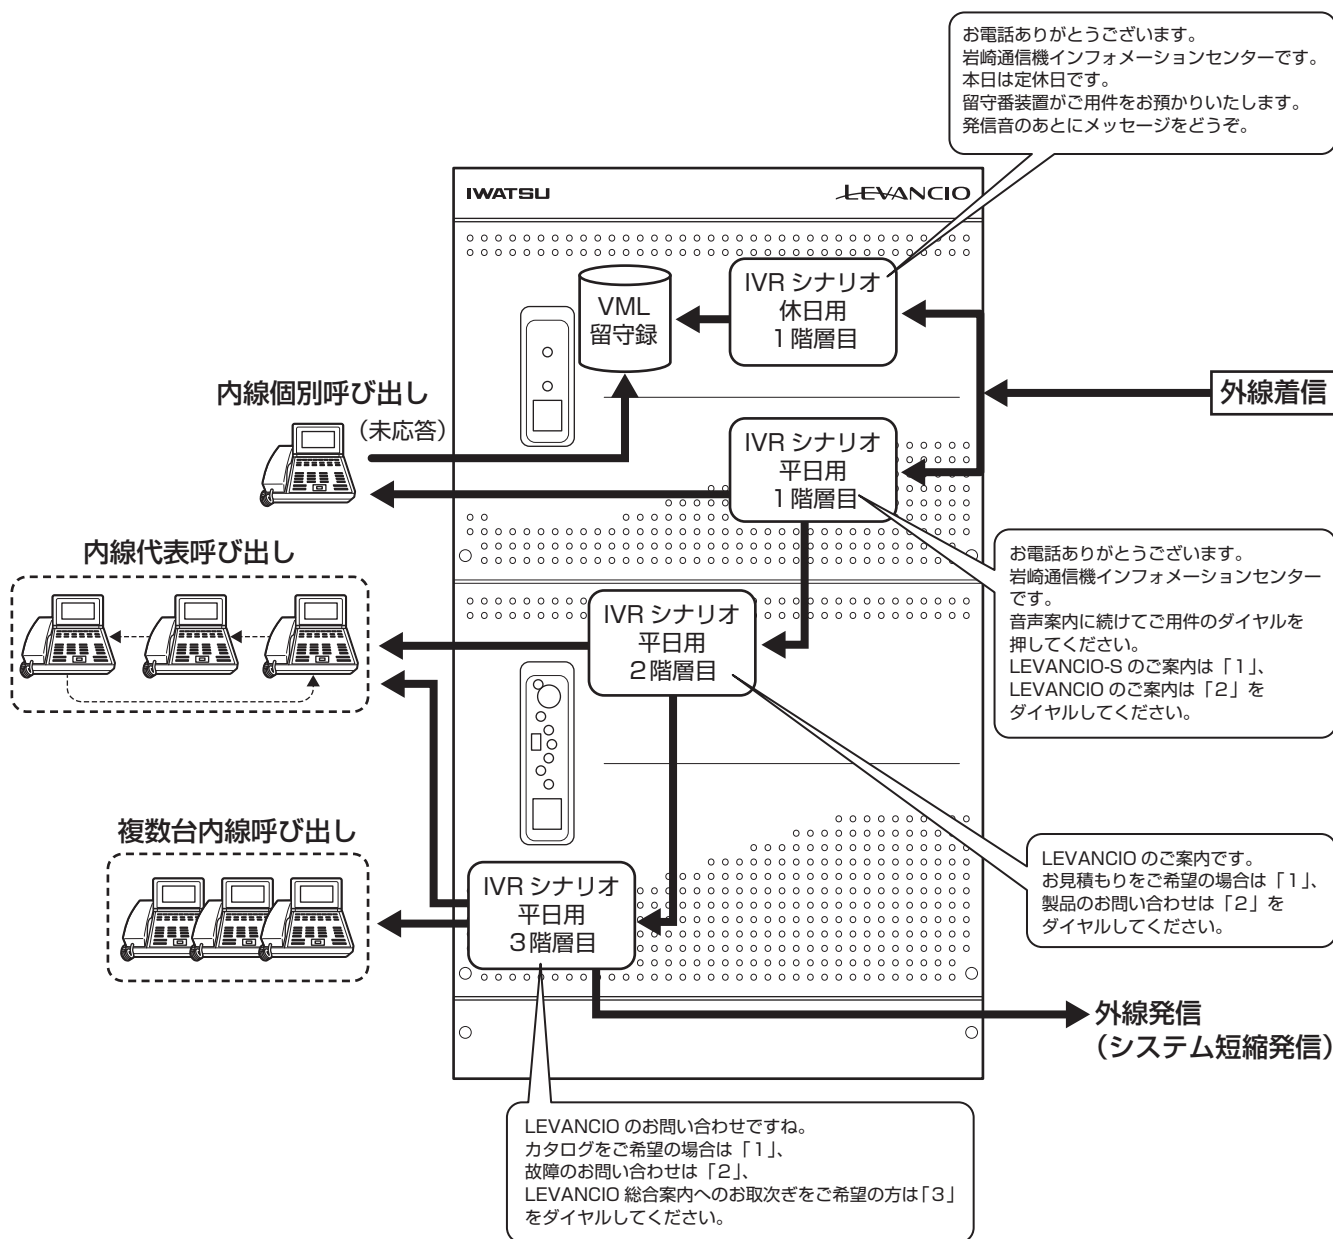 お電話ありがとうございます。
岩崎通信機インフォメーションセンターです。
本日は定休日です。
留守番装置がご用件をお預かりいたします。
発信音のあとにメッセージをどうぞ。
IWATSU
LEVANCIO
VML
留守録
IVR シナリオ
休日用
1階層目
内線個別呼び出し
（未応答）
外線着信
IVR シナリオ
平日用
1階層目
お電話ありがとうございます。
岩崎通信機インフォメーションセンター
です。
音声案内に続けてご用件のダイヤルを
押してください。
LEVANCIO-S のご案内は「1」、
LEVANCIO のご案内は「2」を
ダイヤルしてください。
内線代表呼び出し
IVR シナリオ
平日用
2階層目
LEVANCIO のご案内です。
お見積もりをご希望の場合は「1」、
製品のお問い合わせは「2」を
ダイヤルしてください。
複数台内線呼び出し
IVR シナリオ
平日用
3階層目
外線発信
（システム短縮発信）
LEVANCIO のお問い合わせですね。
カタログをご希望の場合は「1」、
故障のお問い合わせは「2」、
LEVANCIO 総合案内へのお取次ぎをご希望の方は「3」
をダイヤルしてください。